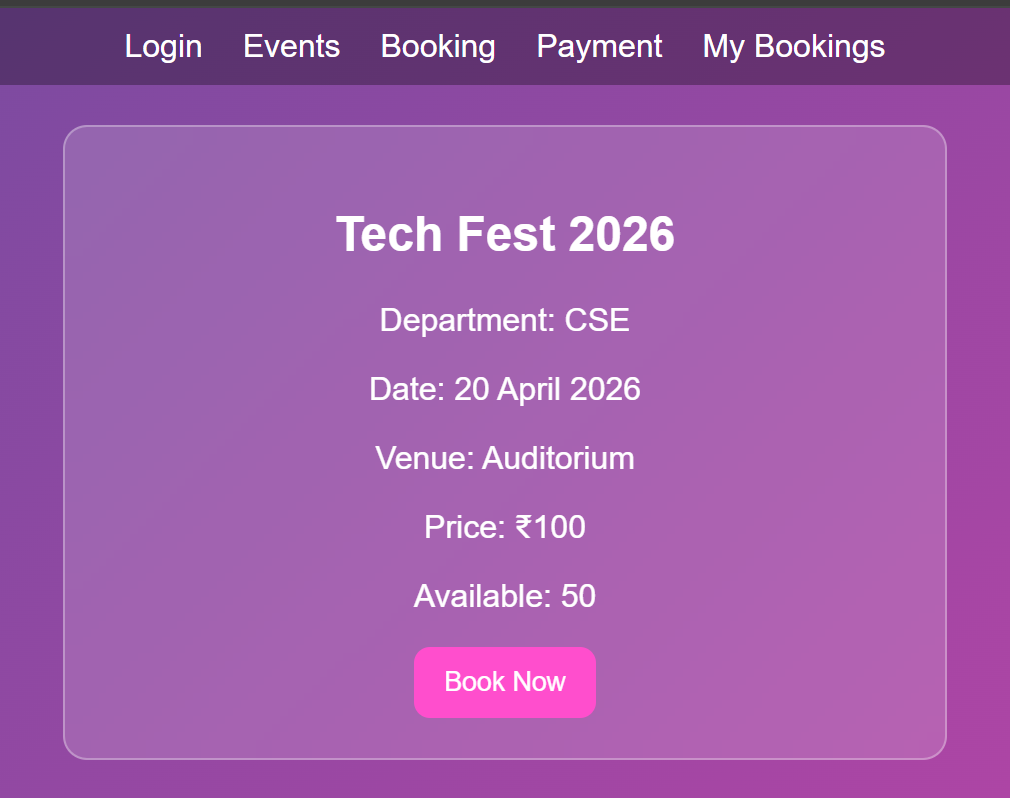 Login Events Booking Payment My Bookings
Tech Fest 2026
Department: CSE
Date: 20 April 2026
Venue: Auditorium
Price: ₹100
Available: 50
Book Now